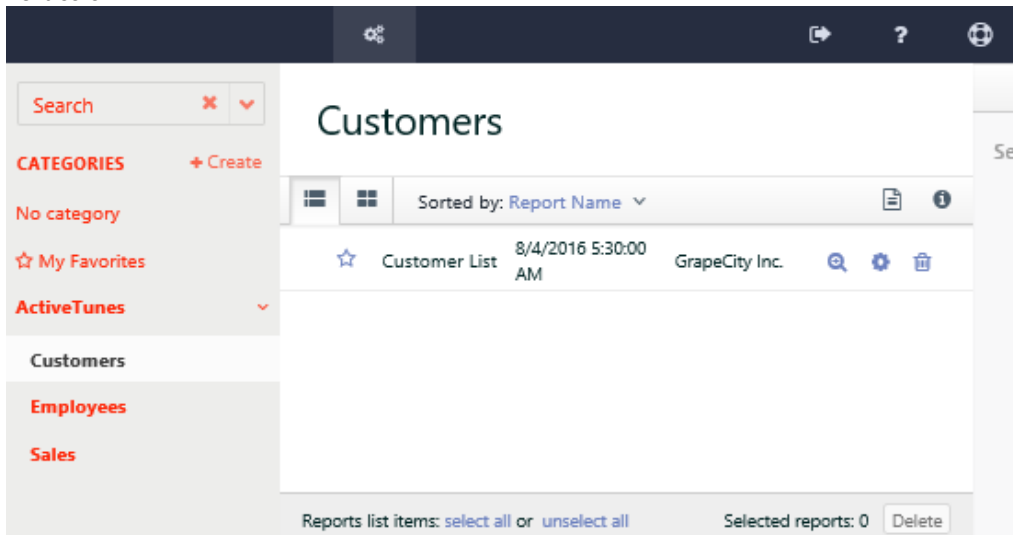 Search
CATEGORIES + Create
No category
My Favorites
ActiveTunes
Customers
Employees
Sales
Customers
Sorted by: Report Name
Customer List 8/4/2016 5:30:00 AM GrapeCity Inc.
Reports list items: select all or unselect all Selected reports: 0 Delete
Se